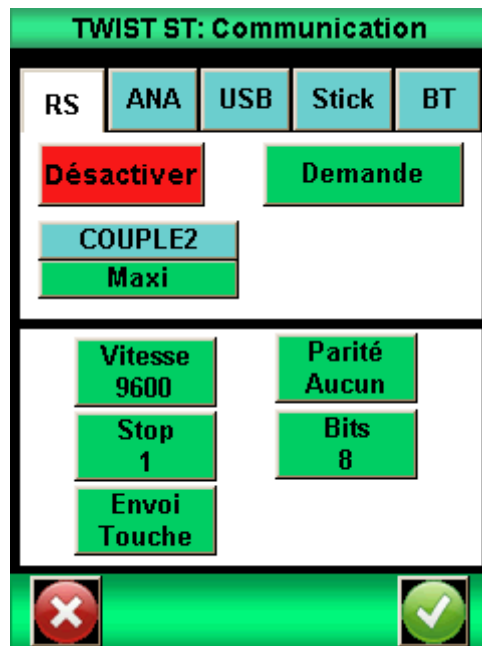 TWIST ST: Communication
RS ANA USB Stick BT
Désactiver Demande
COUPLE2
Maxi
Vitesse Parité
9600 Aucun
Stop Bits
1 8
Envoi
Touche